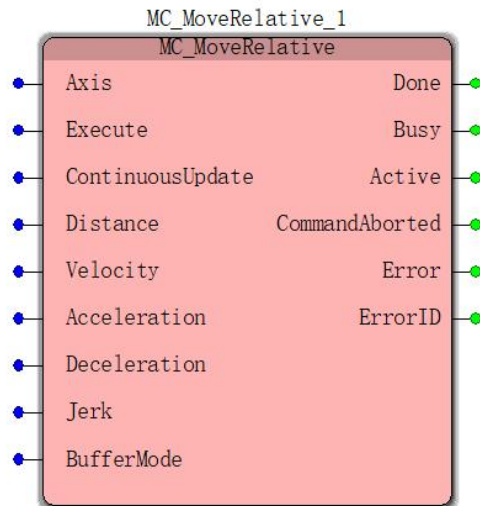 MC_MoveRelative_1
MC_MoveRelative
Axis Done
Execute Busy
ContinuousUpdate Active
Distance CommandAborted
Velocity Error
Acceleration ErrorID
Deceleration
Jerk
BufferMode